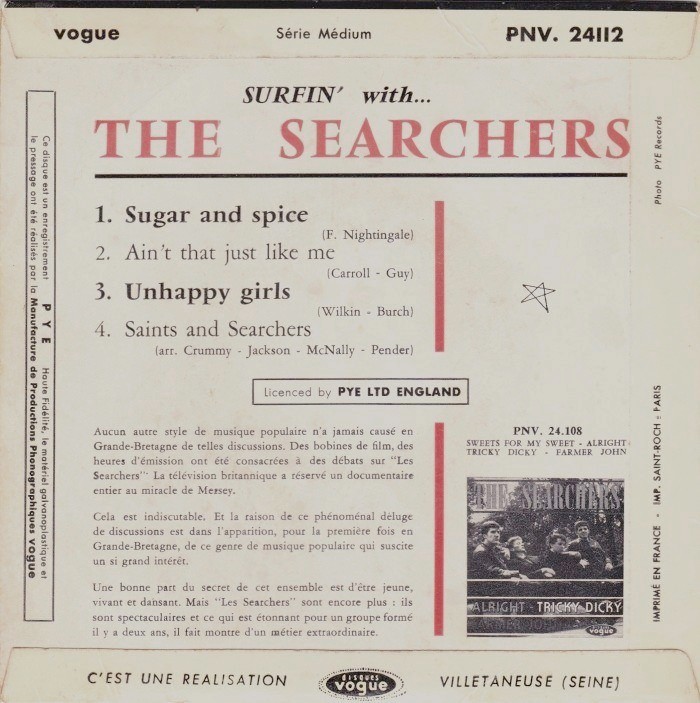 vogue Série Médium PNV. 24112
SURFIN' with...
THE SEARCHERS
1. Sugar and spice
(F. Nightingale)
2. Ain't that just like me
(Carroll - Guy)
3. Unhappy girls
(Wilkin - Burch)
4. Saints and Searchers
(arr. Crummy - Jackson - McNally - Pender)
Licenced by PYE LTD ENGLAND
Aucun autre style de musique populaire n'a jamais causé en
Grande-Bretagne de telles discussions. Des bobines de film, des
heures d'émission ont été consacrées à des débats sur "Les
Searchers" La télévision britannique a réservé un documentaire
entier au miracle de Mersey.
Cela est indiscutable. Et la raison de ce phénoménal déluge
de discussions est dans l'apparition, pour la première fois en
Grande-Bretagne, de ce genre de musique populaire qui suscite
un si grand intérêt.
Une bonne part du secret de cet ensemble est d'être jeune,
vivant et dansant. Mais "Les Searchers" sont encore plus : ils
sont spectaculaires et ce qui est étonnant pour un groupe formé
il y a deux ans, il fait montre d'un métier extraordinaire.
PNV. 24.108
SWEETS FOR MY SWEET - ALRIGHT
TRICKY DICKY - FARMER JOHN
THE SEARCHERS
ALRIGHT - TRICKY DICKY
FARMER JOHN
vogue
Ce disque est un enregistrement PYE Haute Fidélité, le matériel galvanoplastique et
le pressage ont été réalisés par la Manufacture de Productions Phonographiques vogue
Photo PYE Records
IMPRIMÉ EN FRANCE - IMP. SAINT-ROCH - PARIS
C'EST UNE REALISATION disques vogue VILLETANEUSE (SEINE)